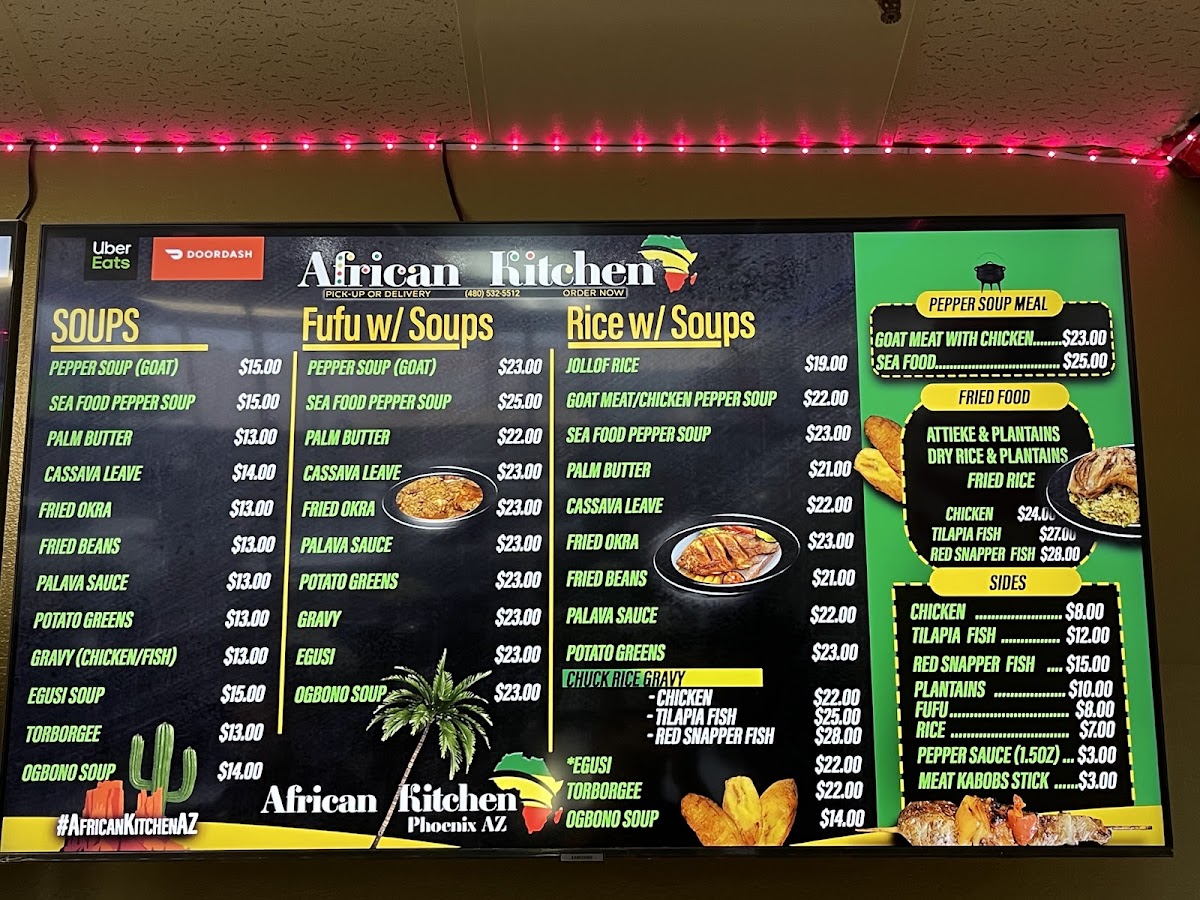 Uber Eats
DOORDASH
African Kitchen
PICK-UP OR DELIVERY (480) 532-5512 ORDER NOW
SOUPS
PEPPER SOUP (GOAT) $15.00
SEA FOOD PEPPER SOUP $15.00
PALM BUTTER $13.00
CASSAVA LEAVE $14.00
FRIED OKRA $13.00
FRIED BEANS $13.00
PALAVA SAUCE $13.00
POTATO GREENS $13.00
GRAVY (CHICKEN/FISH) $13.00
EGUSI SOUP $15.00
TORBORGEE $13.00
OGBONO SOUP $14.00
#AFRICANKITCHENAZ
Fufu w/ Soups
PEPPER SOUP (GOAT) $23.00
SEA FOOD PEPPER SOUP $25.00
PALM BUTTER $22.00
CASSAVA LEAVE $23.00
FRIED OKRA $23.00
PALAVA SAUCE $23.00
POTATO GREENS $23.00
GRAVY $23.00
EGUSI $23.00
OGBONO SOUP $23.00
African Kitchen
Phoenix AZ
Rice w/ Soups
JOLLOF RICE $19.00
GOAT MEAT/CHICKEN PEPPER SOUP $22.00
SEA FOOD PEPPER SOUP $23.00
PALM BUTTER $21.00
CASSAVA LEAVE $22.00
FRIED OKRA $23.00
FRIED BEANS $21.00
PALAVA SAUCE $22.00
POTATO GREENS $23.00
CHUCK RICE GRAVY
- CHICKEN $22.00
- TILAPIA FISH $25.00
- RED SNAPPER FISH $28.00
*EGUSI $22.00
TORBORGEE $22.00
OGBONO SOUP $14.00
PEPPER SOUP MEAL
GOAT MEAT WITH CHICKEN........$23.00
SEA FOOD................................ $25.00
FRIED FOOD
ATTIEKE & PLANTAINS
DRY RICE & PLANTAINS
FRIED RICE
CHICKEN $24.00
TILAPIA FISH $27.00
RED SNAPPER FISH $28.00
SIDES
CHICKEN ...................... $8.00
TILAPIA FISH ............... $12.00
RED SNAPPER FISH .... $15.00
PLANTAINS .................. $10.00
FUFU.............................. $8.00
RICE .............................. $7.00
PEPPER SAUCE (1.5OZ) ... $3.00
MEAT KABOBS STICK ......$3.00
SAMSUNG